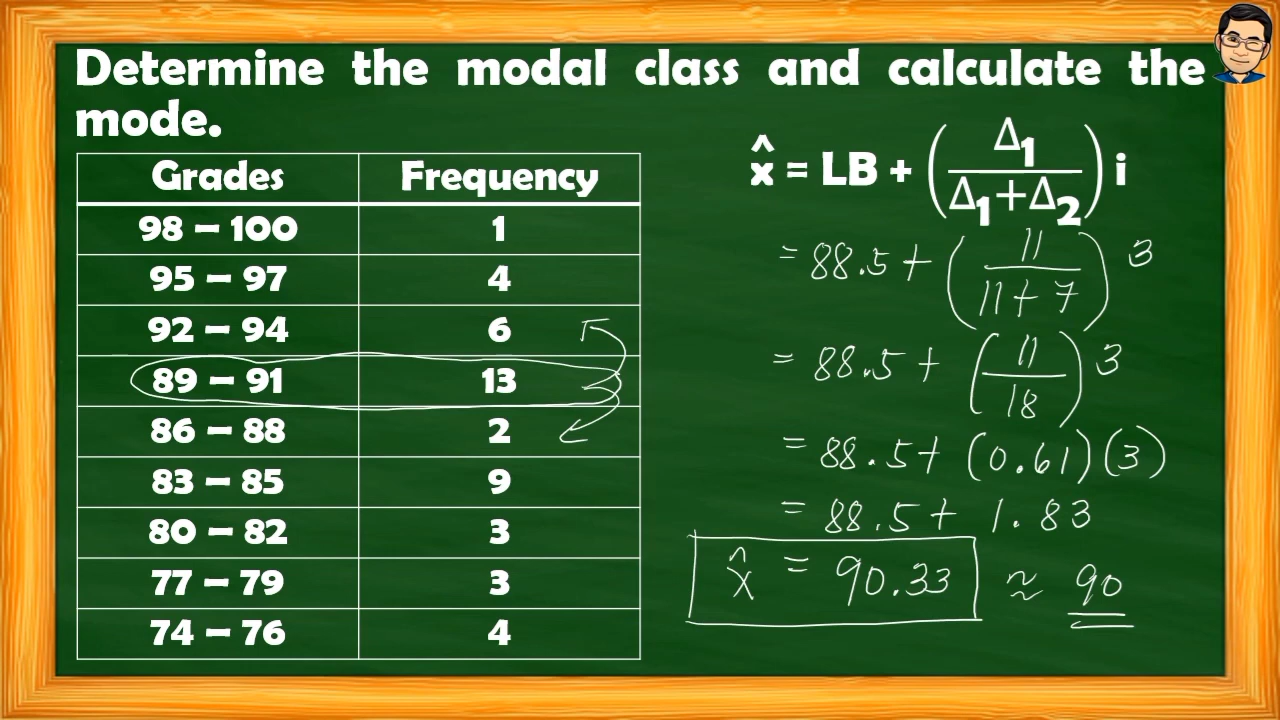 Determine the modal class and calculate the
mode.
Grades Frequency
98 – 100 1
95 – 97 4
92 – 94 6
89 – 91 13
86 – 88 2
83 – 85 9
80 – 82 3
77 – 79 3
74 – 76 4
x̂ = LB + (Δ₁ / (Δ₁+Δ₂)) i
= 88.5 + (11 / (11 + 7)) 3
= 88.5 + (11 / 18) 3
= 88.5 + (0.61)(3)
= 88.5 + 1.83
x̂ = 90.33 ≈ 90